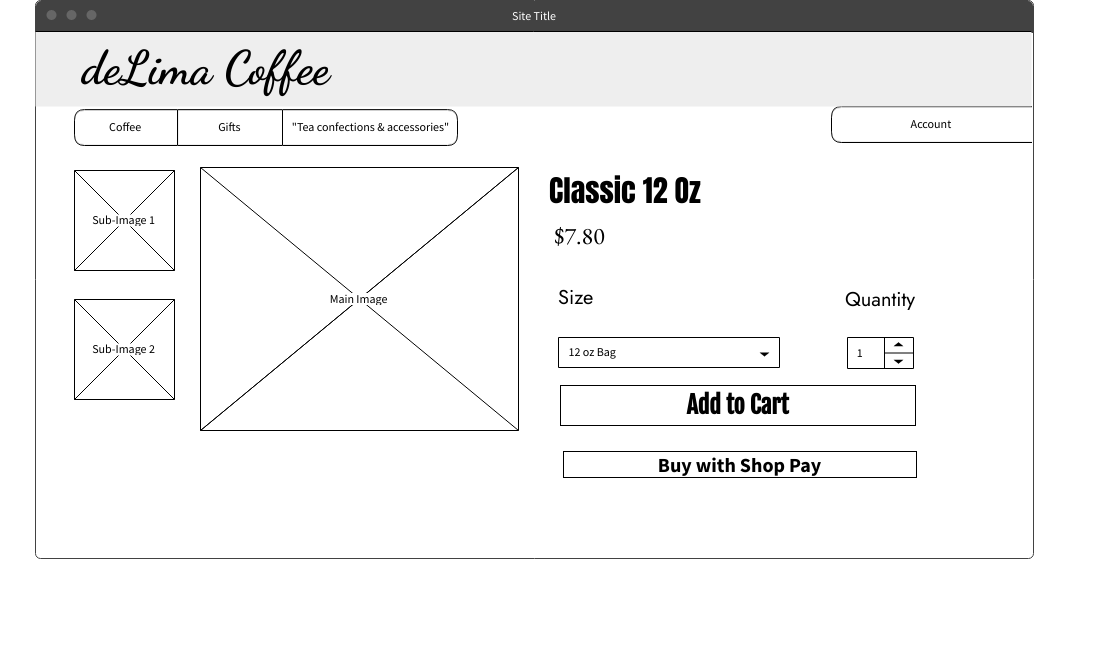 Site Title
deLima Coffee
Coffee
Gifts
"Tea confections & accessories"
Account
Sub-Image 1
Sub-Image 2
Main Image
Classic 12 Oz
$7.80
Size
Quantity
12 oz Bag
1
Add to Cart
Buy with Shop Pay